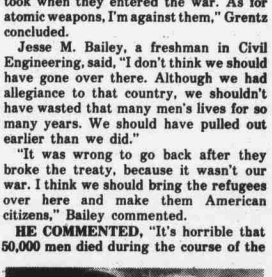 took when they entered the war. As for
atomic weapons, I'm against them," Grentz
concluded.
Jesse M. Bailey, a freshman in Civil
Engineering, said, "I don't think we should
have gone over there. Although we had
allegiance to that country, we shouldn't
have wasted that many men's lives for so
many years. We should have pulled out
earlier than we did."
"It was wrong to go back after they
broke the treaty, because it wasn't our
war. I think we should bring the refugees
over here and make them American
citizens," Bailey commented.
HE COMMENTED, "It's horrible that
50,000 men died during the course of the